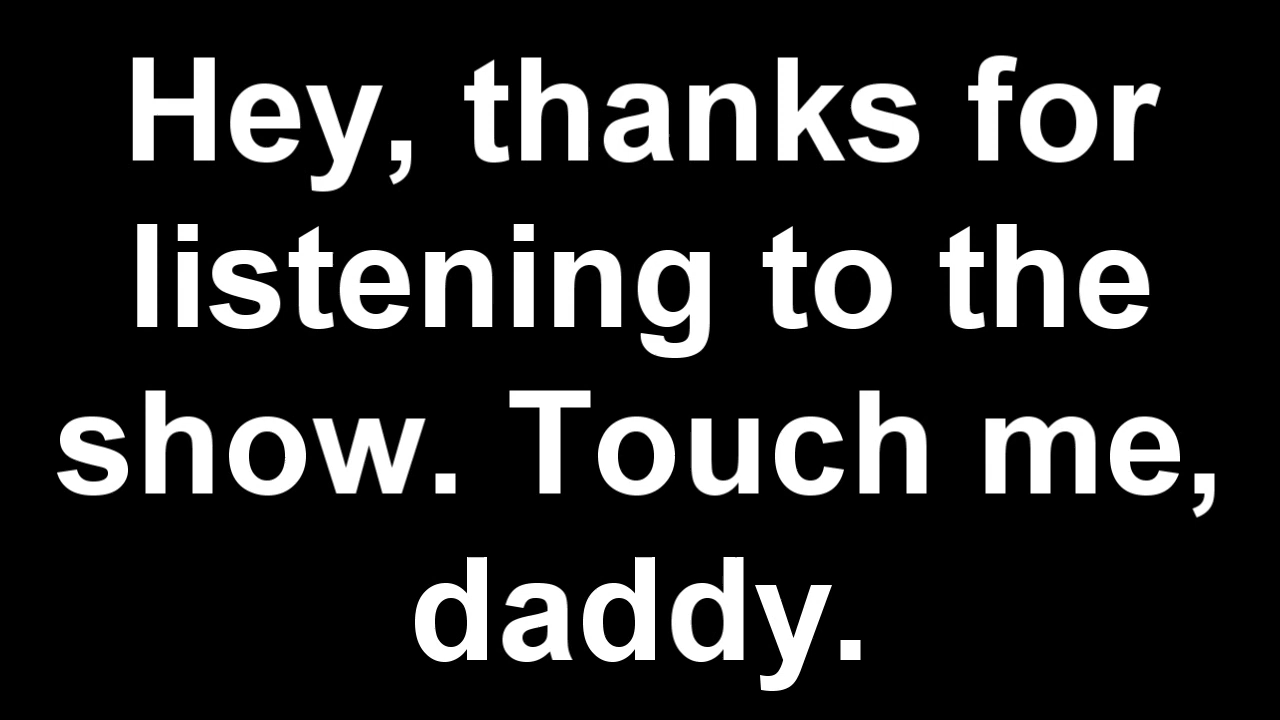 Hey, thanks for
listening to the
show. Touch me,
daddy.